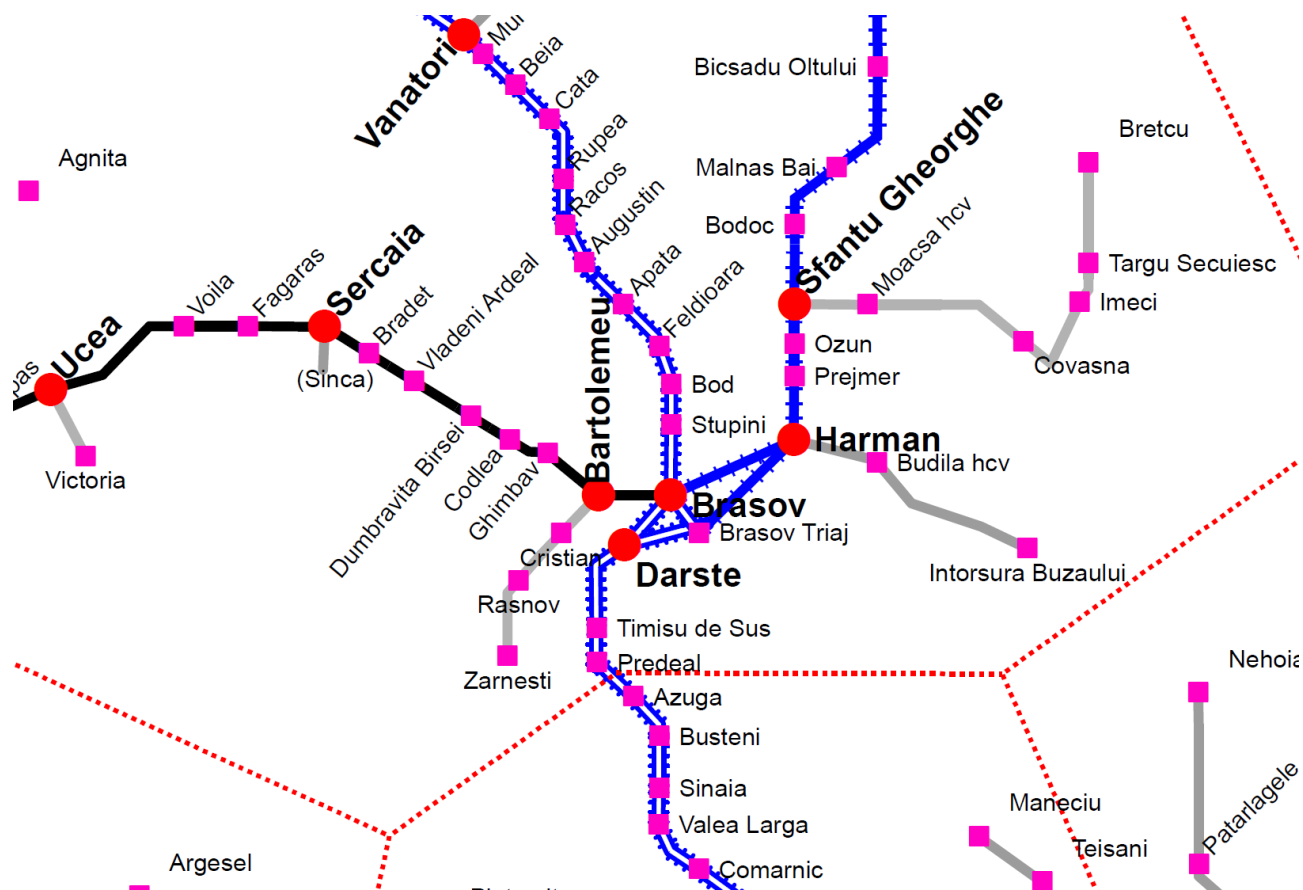 Mur
Beia
Cata
Vanatori
Bicsadu Oltului
Bretcu
Agnita
Rupea
Malnas Bai
Sfantu Gheorghe
Racos
Augustin
Bodoc
Moacsa hcv
Targu Secuiesc
Imeci
Voila
Fagaras
Sercaia
Bradet
Vladeni Ardeal
Apata
Feldioara
Bartolemeu
Ucea
(Sinca)
Ozun
Covasna
Prejmer
Bod
Stupini
Harman
Victoria
Dumbravita Birsei
Codlea
Ghimbav
Budila hcv
Brasov
Brasov Triaj
Cristian
Darste
Intorsura Buzaului
Rasnov
Timisu de Sus
Predeal
Zarnesti
Azuga
Busteni
Sinaia
Valea Larga
Maneciu
Patarlagele
Teisani
Argesel
Comarnic